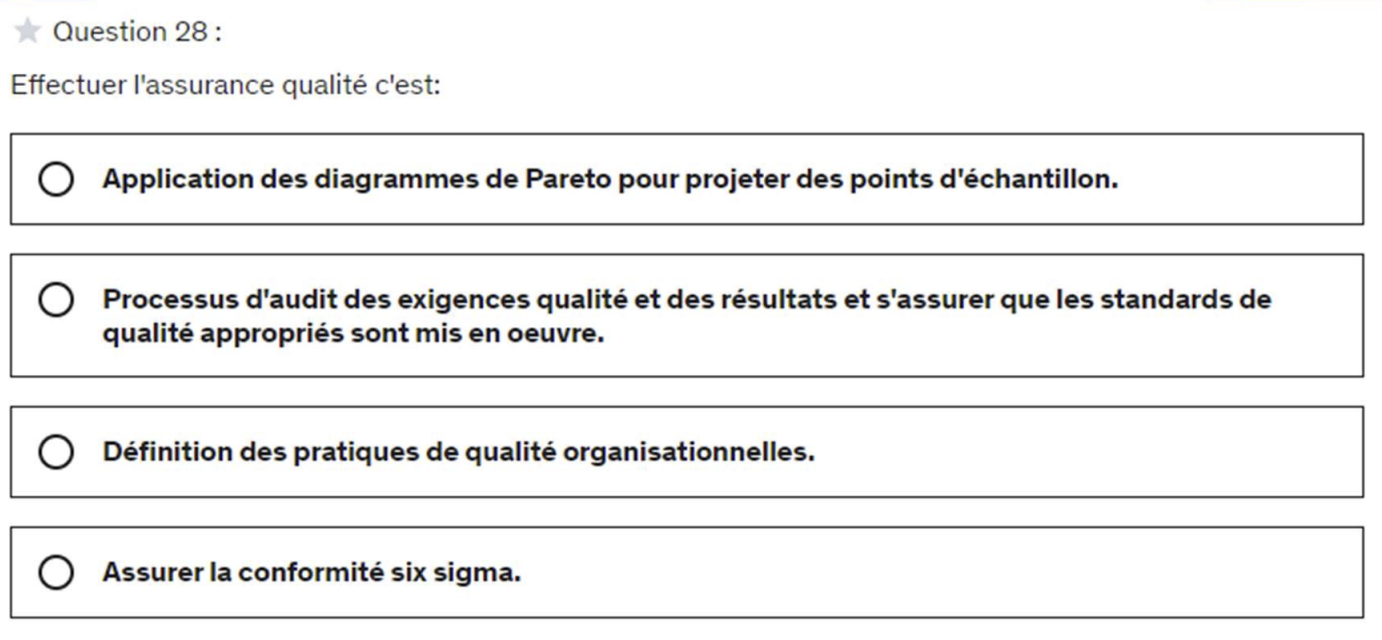 Question 28 :
Effectuer l'assurance qualité c'est:
Application des diagrammes de Pareto pour projeter des points d'échantillon.
Processus d'audit des exigences qualité et des résultats et s'assurer que les standards de
qualité appropriés sont mis en oeuvre.
Définition des pratiques de qualité organisationnelles.
Assurer la conformité six sigma.